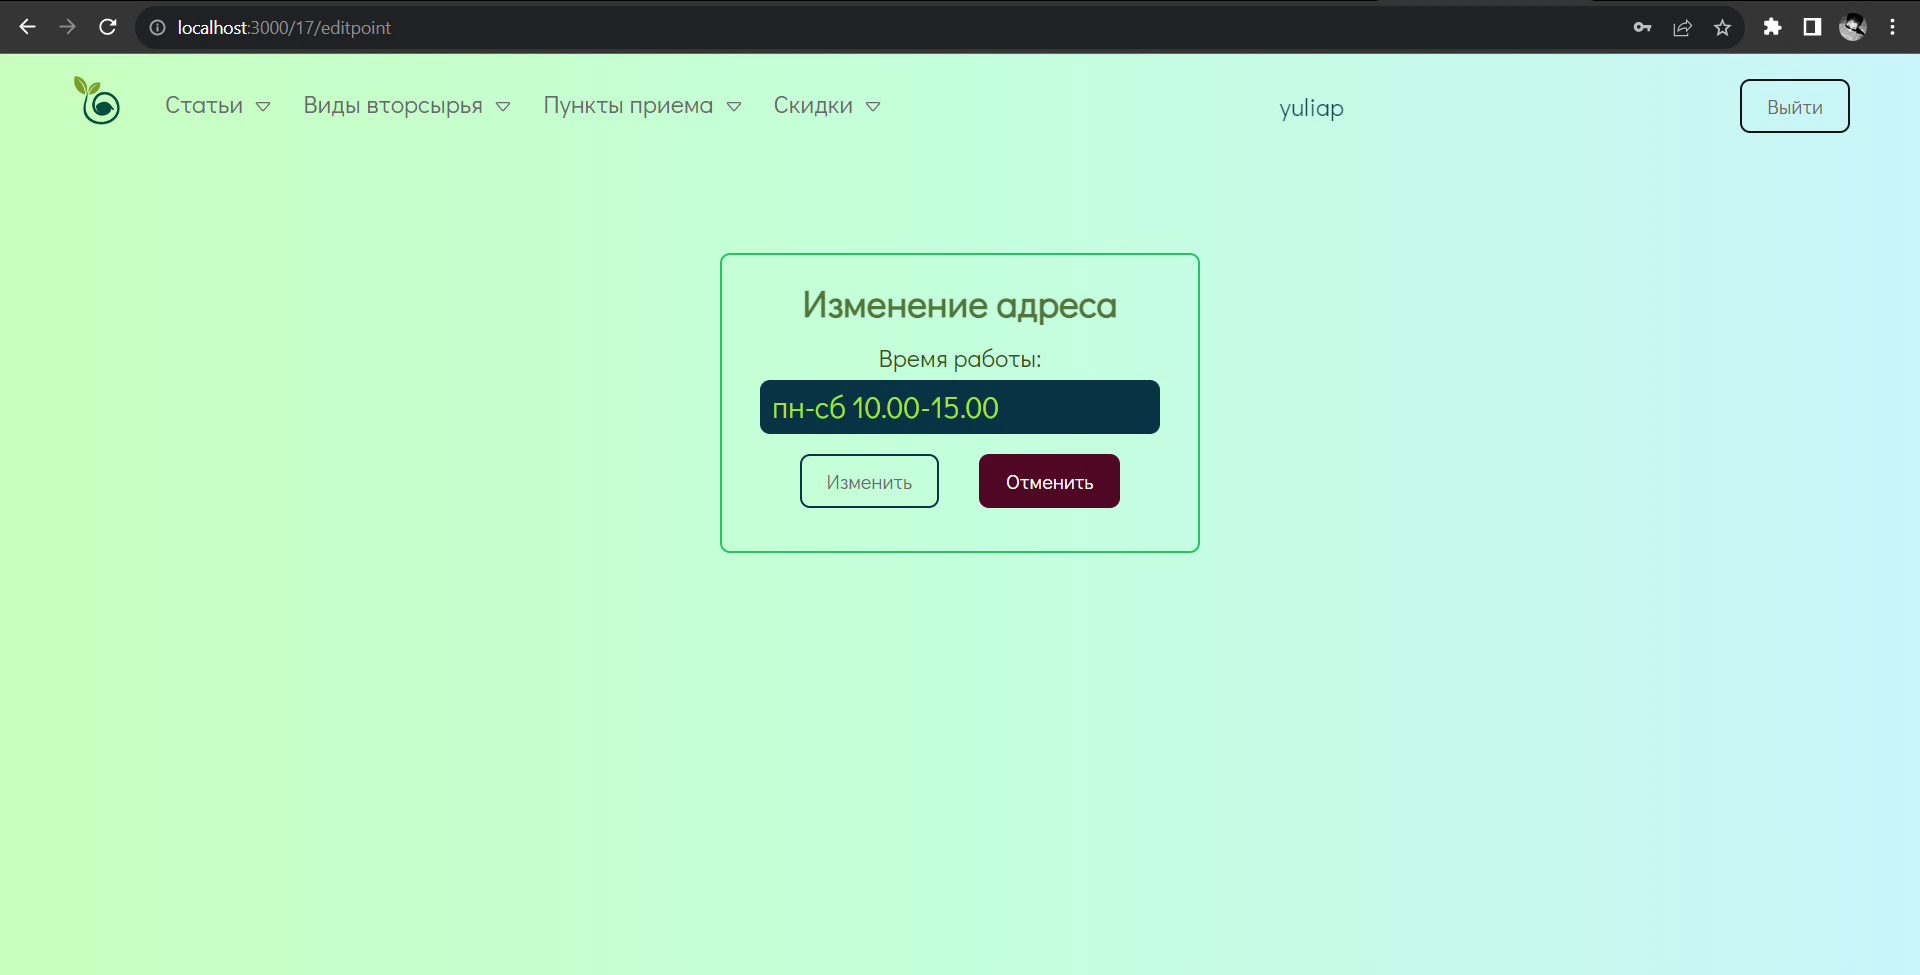 localhost:3000/17/editpoint
Статьи Виды вторсырья Пункты приема Скидки yuliap Выйти
Изменение адреса
Время работы:
пн-сб 10.00-15.00
Изменить Отменить